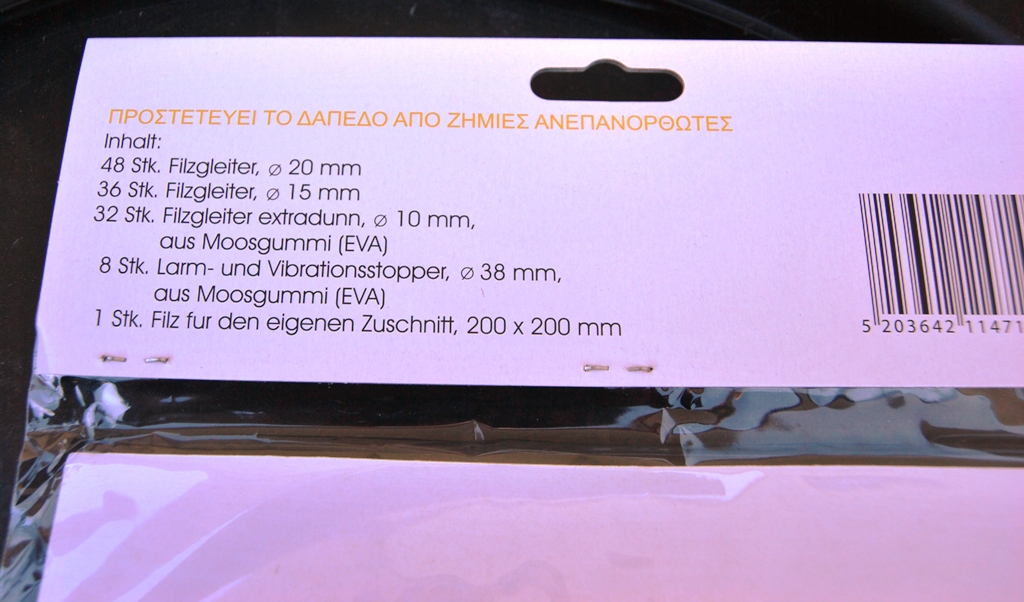 ΠΡΟΣΤΕΤΕΥΕΙ ΤΟ ΔΑΠΕΔΟ ΑΠΟ ΖΗΜΙΕΣ ΑΝΕΠΑΝΟΡΘΩΤΕΣ
Inhalt:
48 Stk. Filzgleiter, ⌀ 20 mm
36 Stk. Filzgleiter, ⌀ 15 mm
32 Stk. Filzgleiter extradunn, ⌀ 10 mm,
aus Moosgummi (EVA)
8 Stk. Larm- und Vibrationsstopper, ⌀ 38 mm,
aus Moosgummi (EVA)
1 Stk. Filz fur den eigenen Zuschnitt, 200 x 200 mm
5 203642 11471